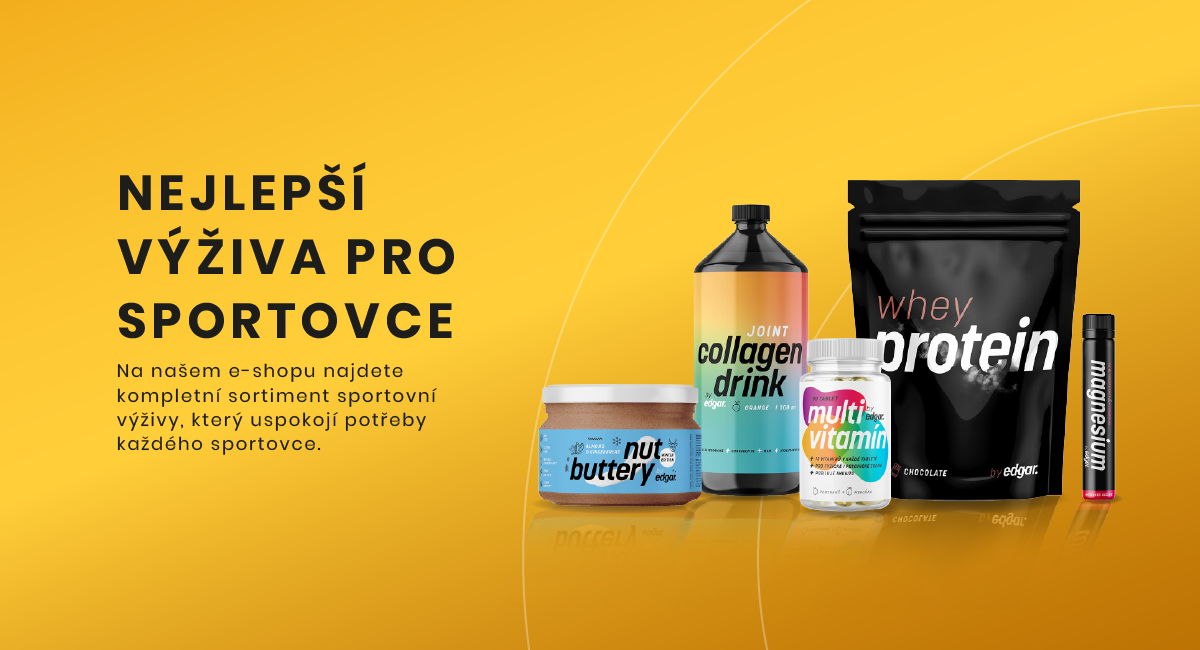 NEJLEPŠÍ
VÝŽIVA PRO
SPORTOVCE
Na našem e-shopu najdete
kompletní sortiment sportovní
výživy, který uspokojí potřeby
každého sportovce.
nut
buttery
edgar.
JOINT
collagen
drink
by
edgar.
ORANGE
multi by
edgar.
vitamín
whey
protein
CHOCOLATE
by edgar.
magnesium